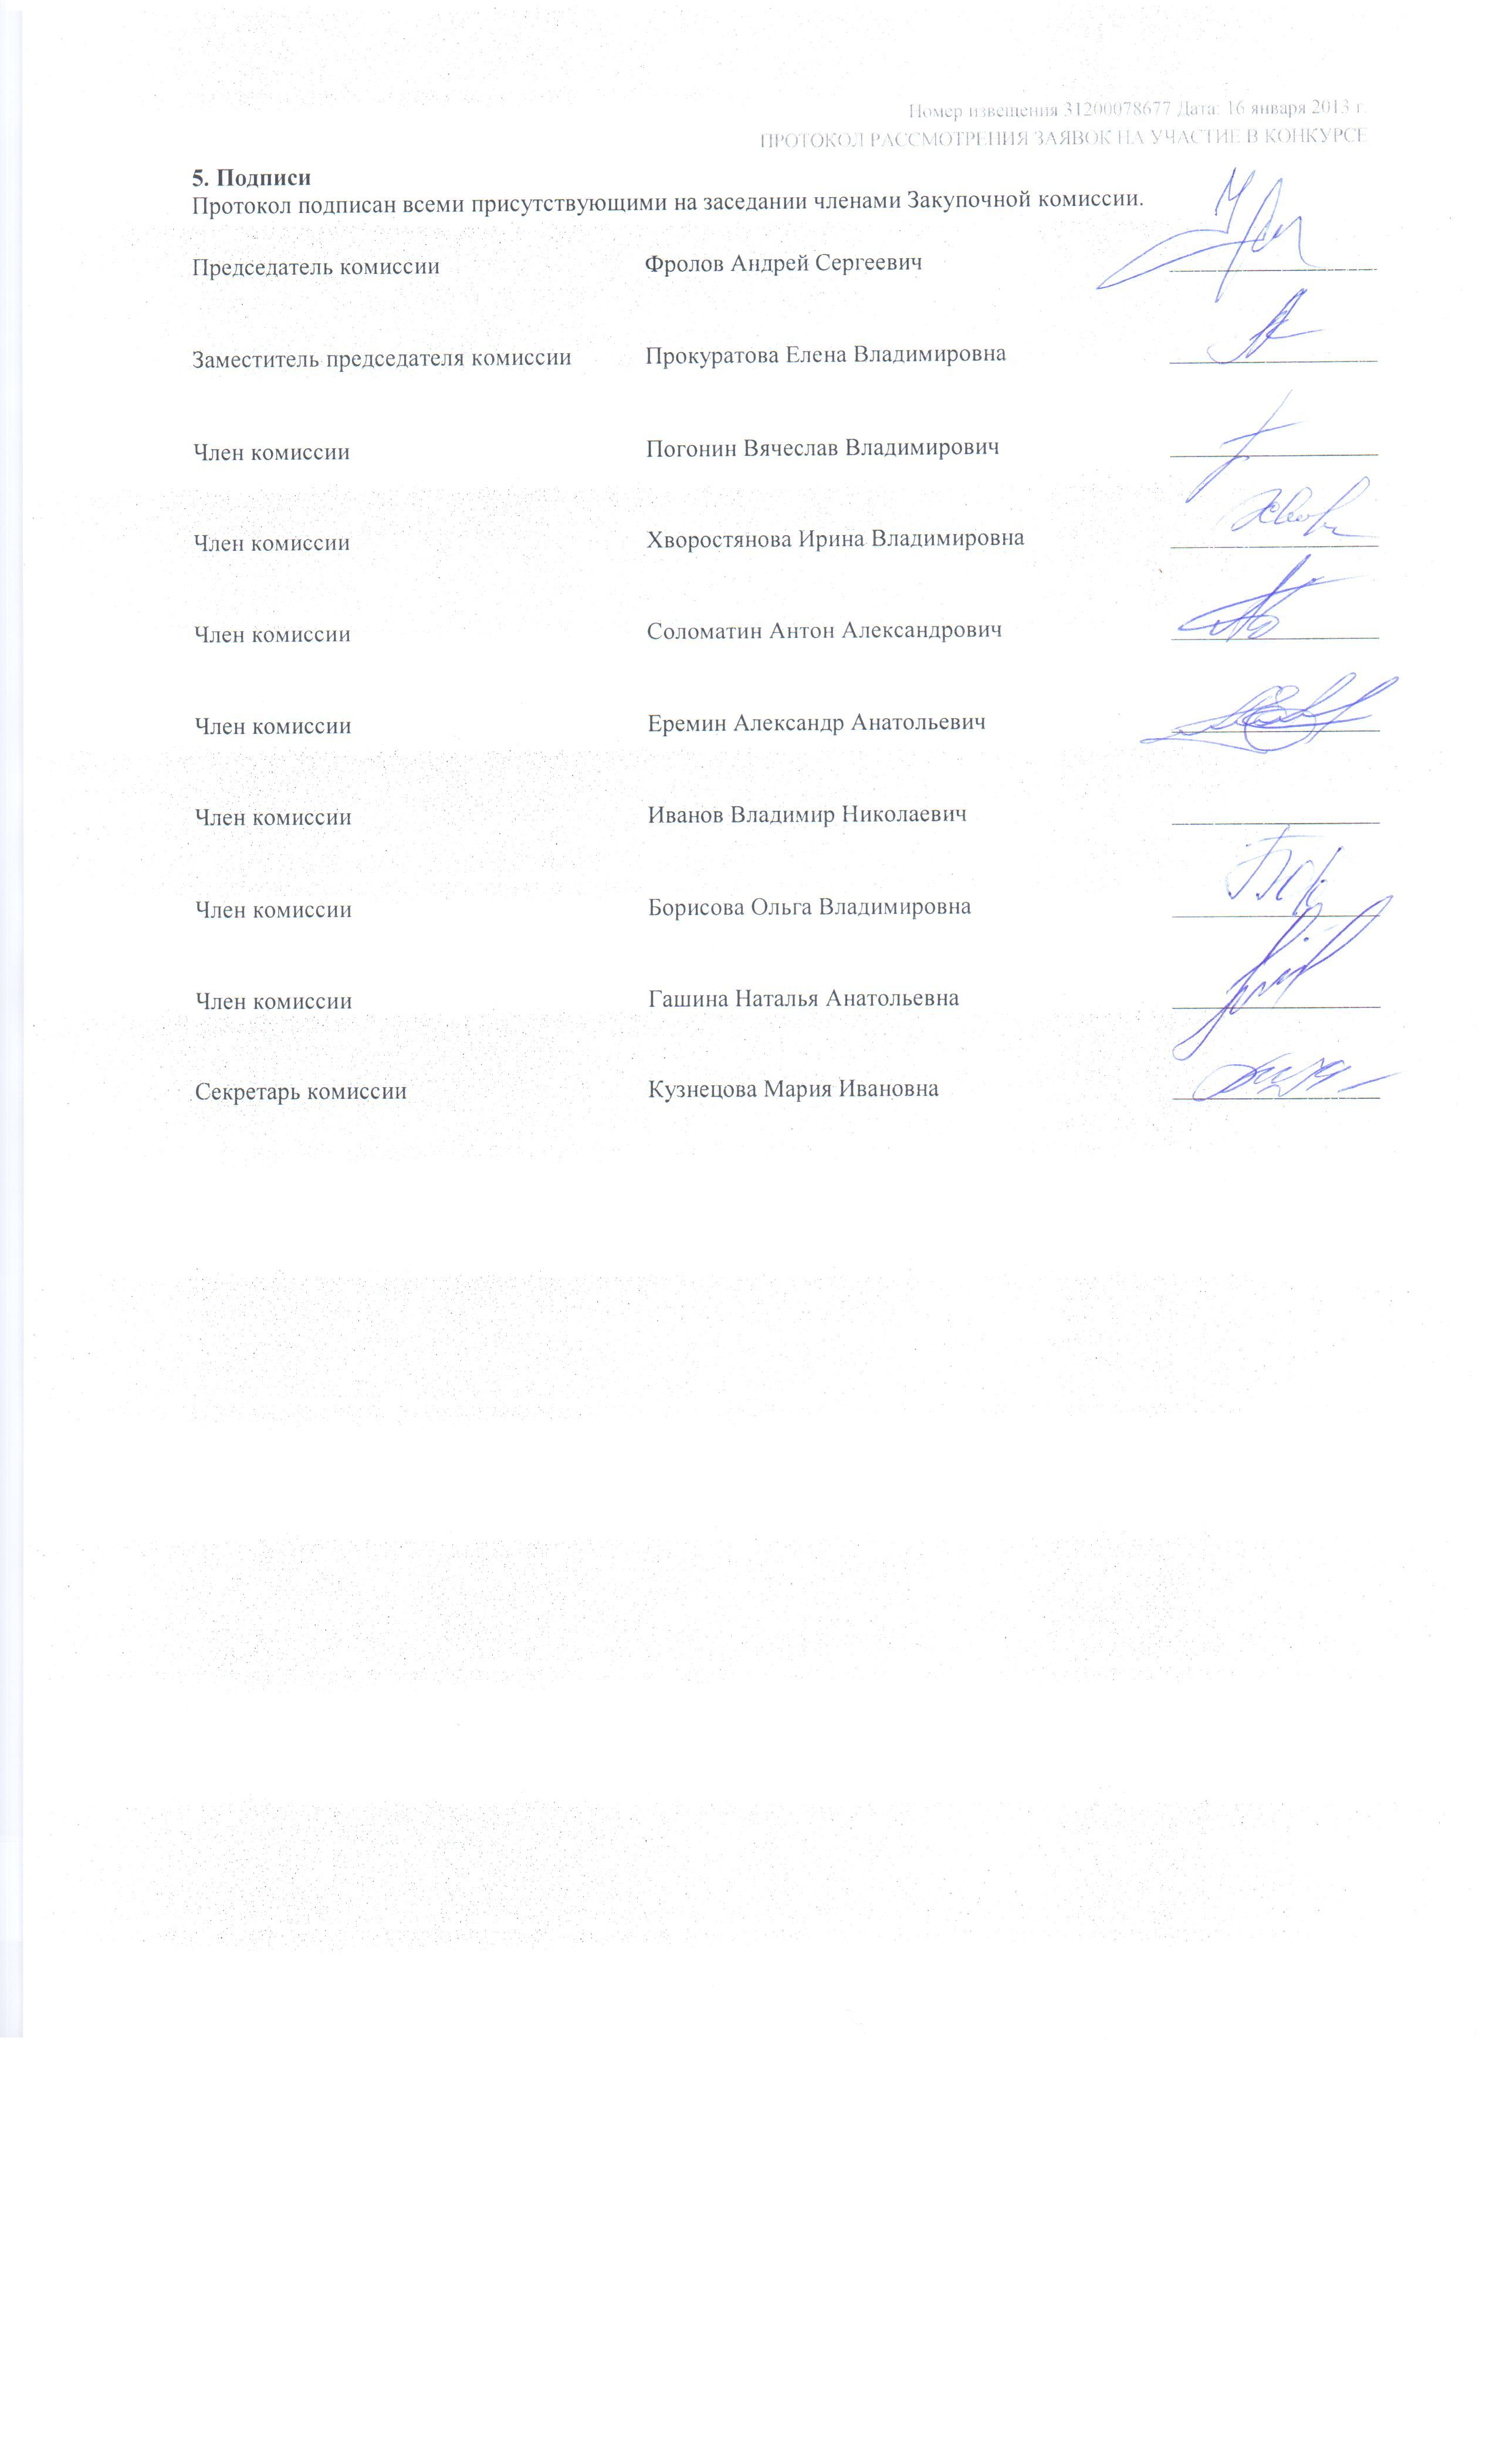 Номер извещения 31200078677 Дата: 16 января 2013 г.
ПРОТОКОЛ РАССМОТРЕНИЯ ЗАЯВОК НА УЧАСТИЕ В КОНКУРСЕ
5. Подписи
Протокол подписан всеми присутствующими на заседании членами Закупочной комиссии.
Председатель комиссии Фролов Андрей Сергеевич
Заместитель председателя комиссии Прокуратова Елена Владимировна
Член комиссии Погонин Вячеслав Владимирович
Член комиссии Хворостянова Ирина Владимировна
Член комиссии Соломатин Антон Александрович
Член комиссии Еремин Александр Анатольевич
Член комиссии Иванов Владимир Николаевич
Член комиссии Борисова Ольга Владимировна
Член комиссии Гашина Наталья Анатольевна
Секретарь комиссии Кузнецова Мария Ивановна